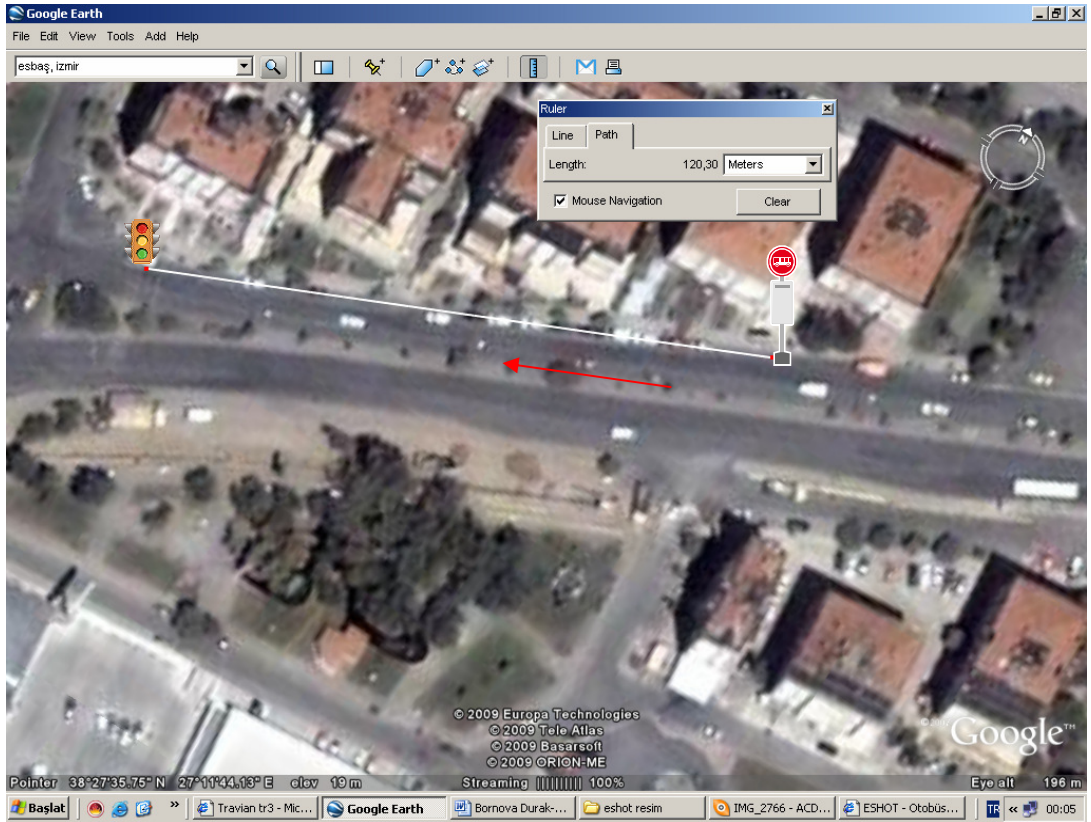 Google Earth
File Edit View Tools Add Help
esbaş, izmir
Ruler
Line Path
Length: 120,30 Meters
Mouse Navigation Clear
N
© 2009 Europa Technologies
© 2009 Tele Atlas
© 2009 Basarsoft
© 2009 ORION-ME
Google™
Pointer 38°27'35.75" N 27°11'44.13" E elev 19 m Streaming 100% Eye alt 196 m
Başlat » Travian tr3 - Mic... Google Earth Bornova Durak-... eshot resim IMG_2766 - ACD... ESHOT - Otobüs... TR « 00:05